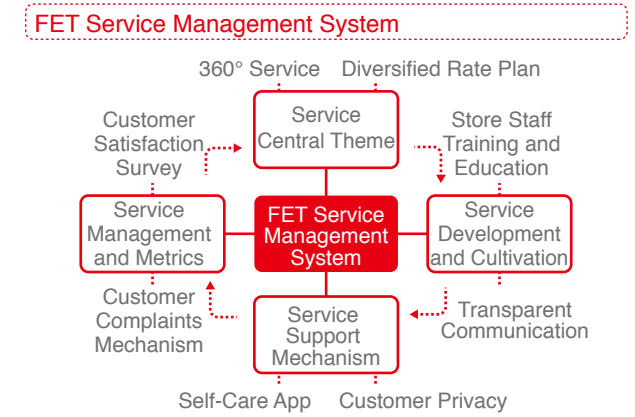 FET Service Management System
360° Service
Diversified Rate Plan
Service
Central Theme
Customer
Satisfaction
Survey
Store Staff
Training and
Education
Service
Management
and Metrics
FET Service
Management
System
Service
Development
and Cultivation
Customer
Complaints
Mechanism
Service
Support
Mechanism
Transparent
Communication
Self-Care App
Customer Privacy